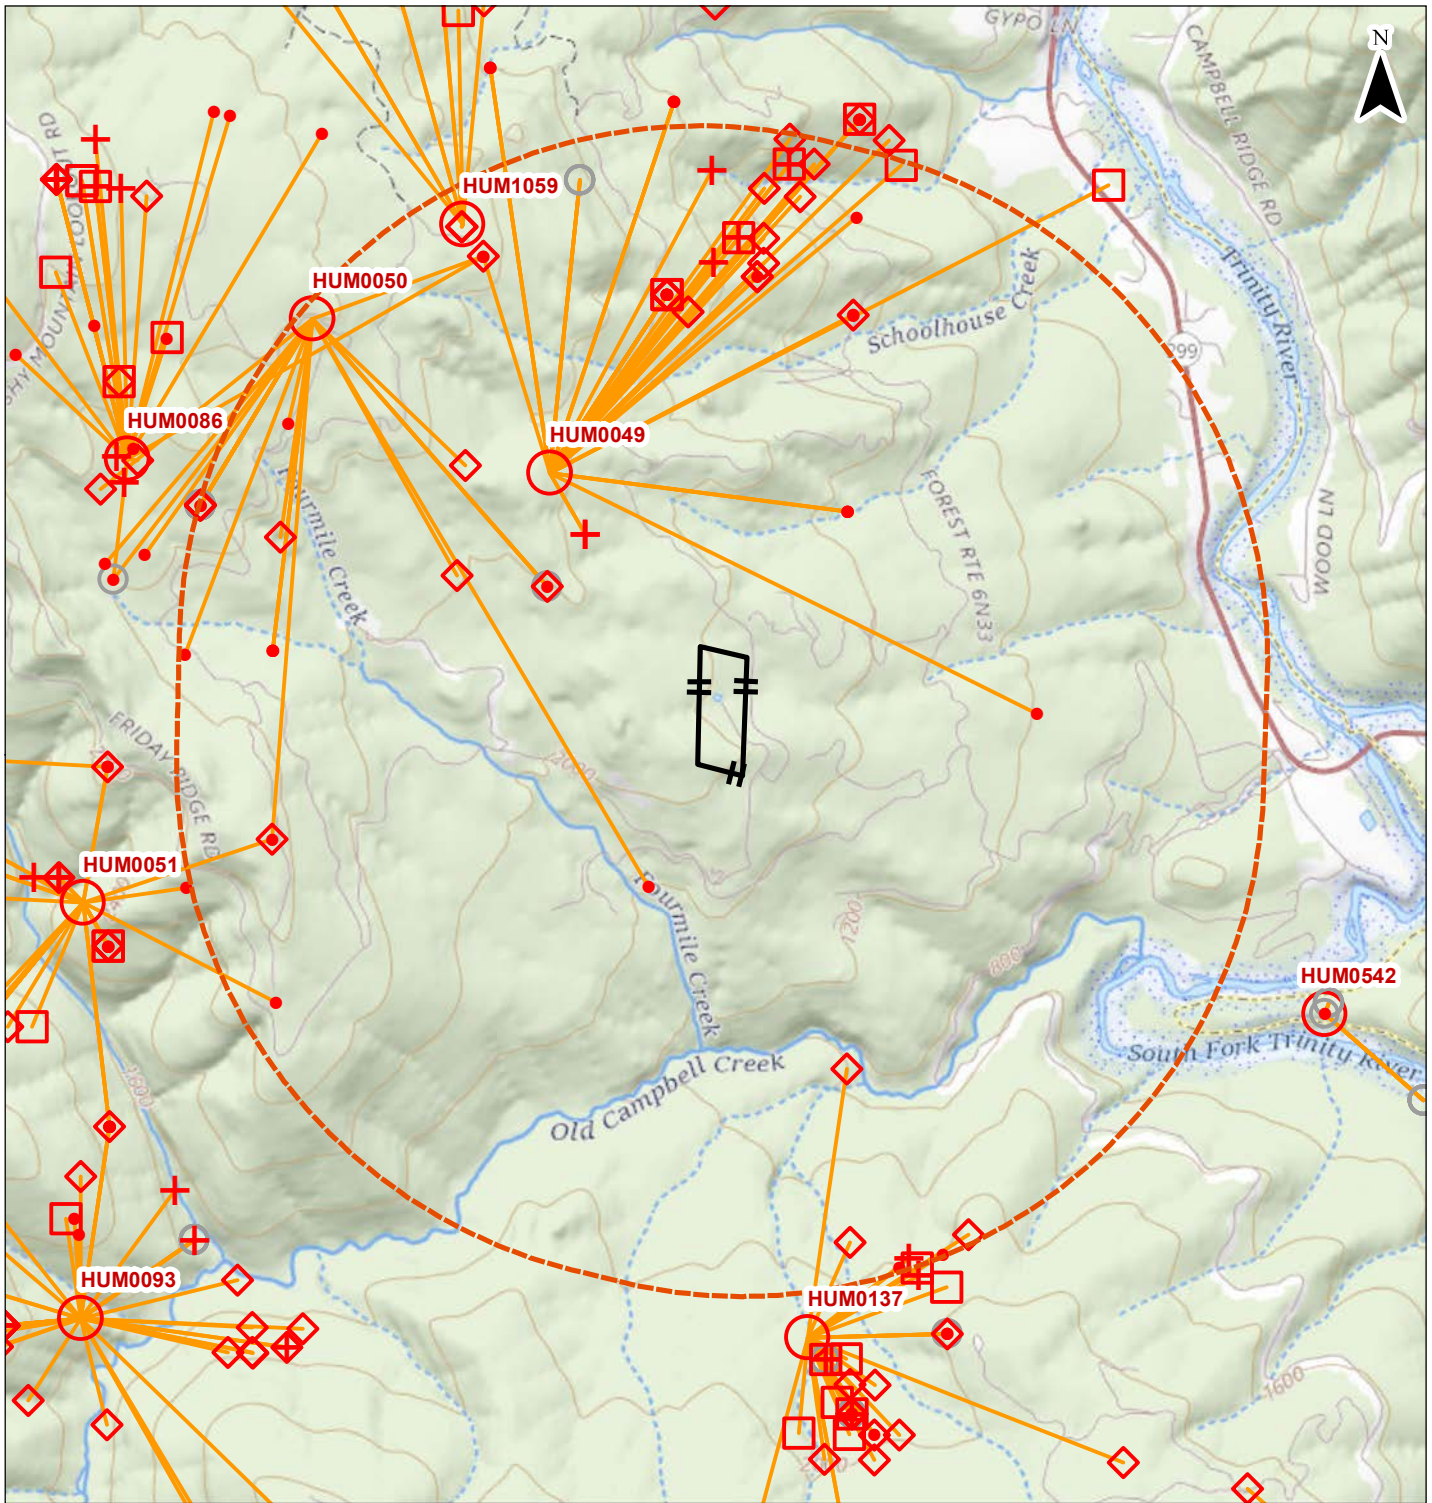 GYPO LN
N
CAMPBELL RIDGE RD
HUM1059
HUM0050
Trinity River
Schoolhouse Creek
299
HUM0086
HUM0049
Fourmile Creek
FOREST RTE 6N33
WOOD LN
FRIDAY RIDGE RD
2000
HUM0051
Fourmile Creek
1200
800
HUM0542
South Fork Trinity River
Old Campbell Creek
1600
HUM0093
HUM0137
1600